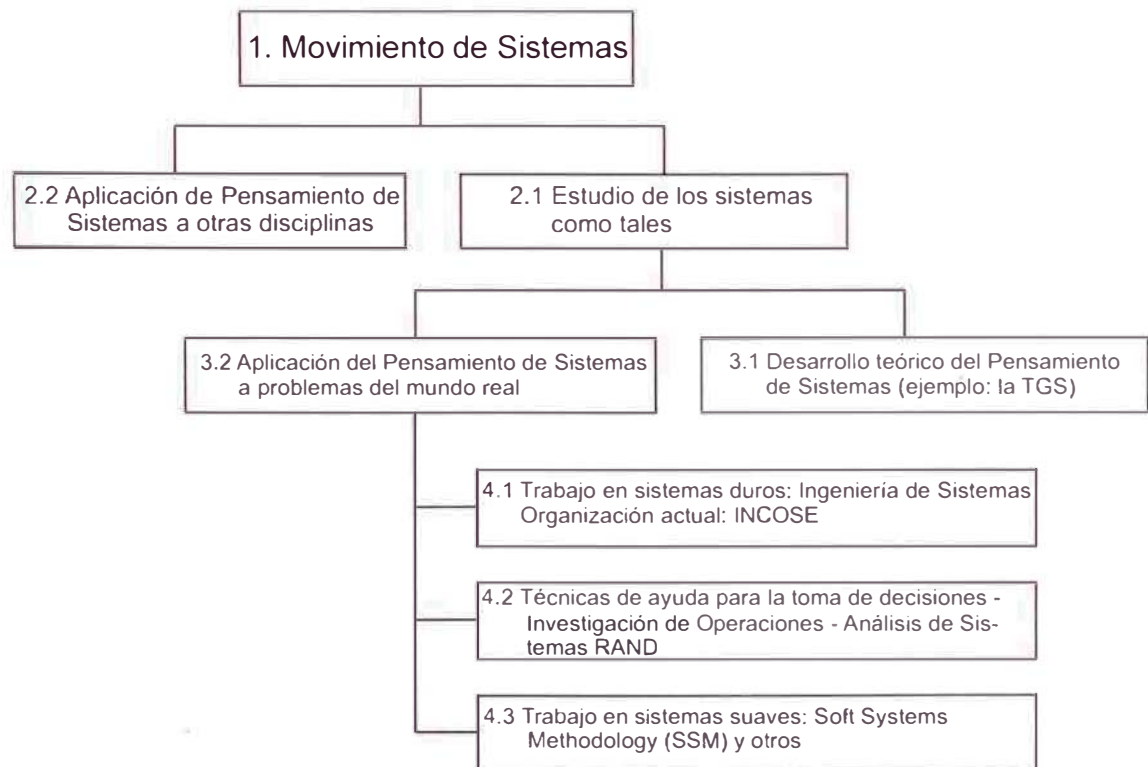 1. Movimiento de Sistemas
2.2 Aplicación de Pensamiento de
Sistemas a otras disciplinas
2.1 Estudio de los sistemas
como tales
3.2 Aplicación del Pensamiento de Sistemas
a problemas del mundo real
3.1 Desarrollo teórico del Pensamiento
de Sistemas (ejemplo: la TGS)
4.1 Trabajo en sistemas duros: Ingeniería de Sistemas
Organización actual: INCOSE
4.2 Técnicas de ayuda para la toma de decisiones -
Investigación de Operaciones - Análisis de Sis-
temas RAND
4.3 Trabajo en sistemas suaves: Soft Systems
Methodology (SSM) y otros